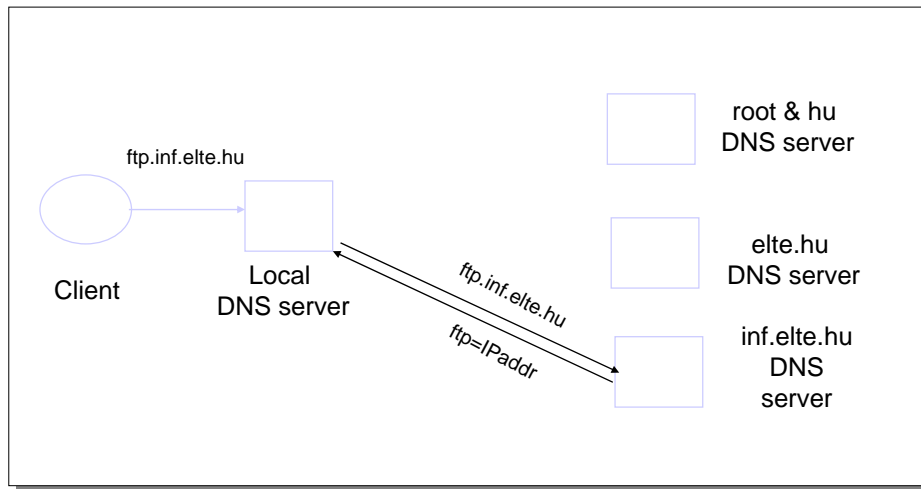 root & hu
DNS server
ftp.inf.elte.hu
Client
Local
DNS server
ftp.inf.elte.hu
ftp=IPaddr
elte.hu
DNS server
inf.elte.hu
DNS
server